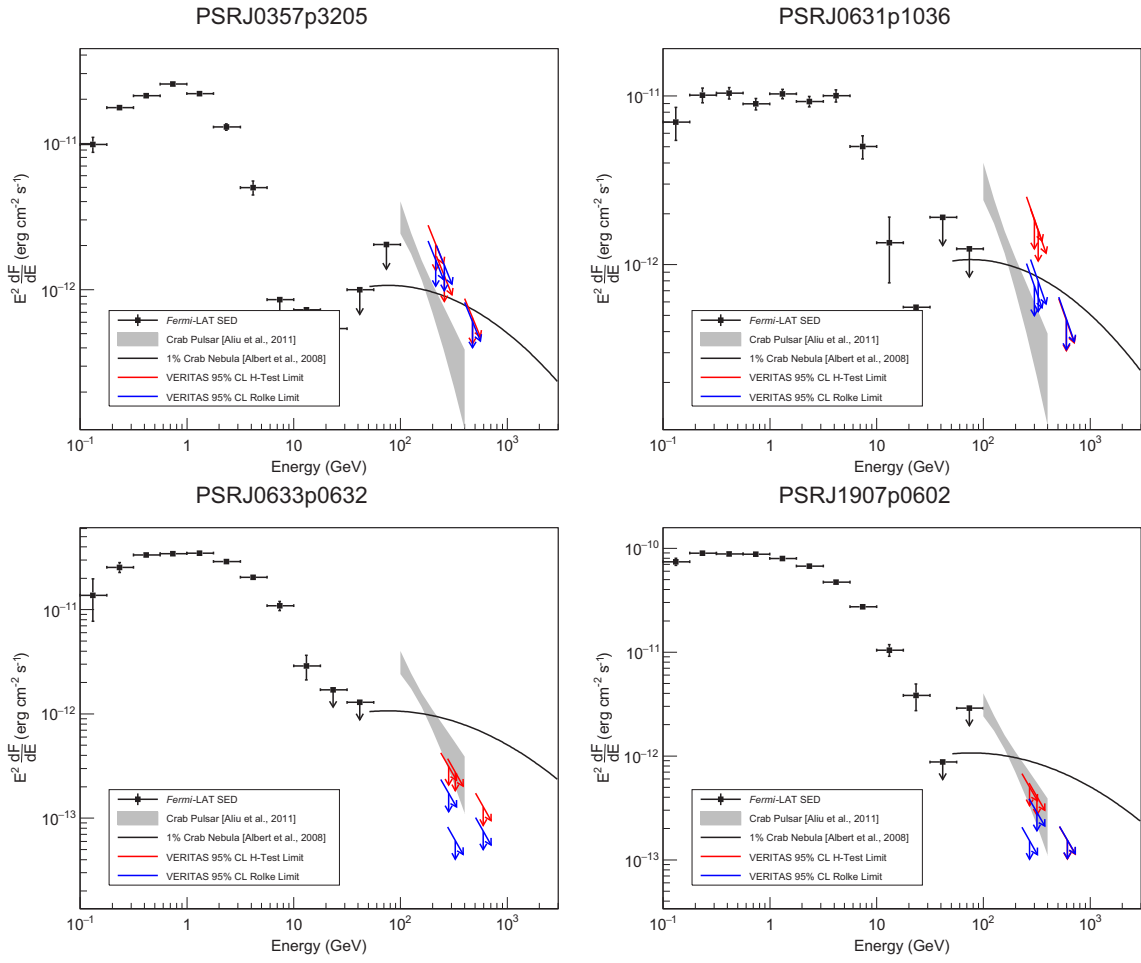 PSRJ0357p3205
E² dF/dE (erg cm⁻² s⁻¹)
10⁻¹¹
10⁻¹²
Fermi-LAT SED
Crab Pulsar [Aliu et al., 2011]
1% Crab Nebula [Albert et al., 2008]
VERITAS 95% CL H-Test Limit
VERITAS 95% CL Rolke Limit
10⁻¹ 1 10 10² 10³
Energy (GeV)
PSRJ0631p1036
E² dF/dE (erg cm⁻² s⁻¹)
10⁻¹¹
10⁻¹²
Fermi-LAT SED
Crab Pulsar [Aliu et al., 2011]
1% Crab Nebula [Albert et al., 2008]
VERITAS 95% CL H-Test Limit
VERITAS 95% CL Rolke Limit
10⁻¹ 1 10 10² 10³
Energy (GeV)
PSRJ0633p0632
E² dF/dE (erg cm⁻² s⁻¹)
10⁻¹¹
10⁻¹²
10⁻¹³
Fermi-LAT SED
Crab Pulsar [Aliu et al., 2011]
1% Crab Nebula [Albert et al., 2008]
VERITAS 95% CL H-Test Limit
VERITAS 95% CL Rolke Limit
10⁻¹ 1 10 10² 10³
Energy (GeV)
PSRJ1907p0602
E² dF/dE (erg cm⁻² s⁻¹)
10⁻¹⁰
10⁻¹¹
10⁻¹²
10⁻¹³
Fermi-LAT SED
Crab Pulsar [Aliu et al., 2011]
1% Crab Nebula [Albert et al., 2008]
VERITAS 95% CL H-Test Limit
VERITAS 95% CL Rolke Limit
10⁻¹ 1 10 10² 10³
Energy (GeV)